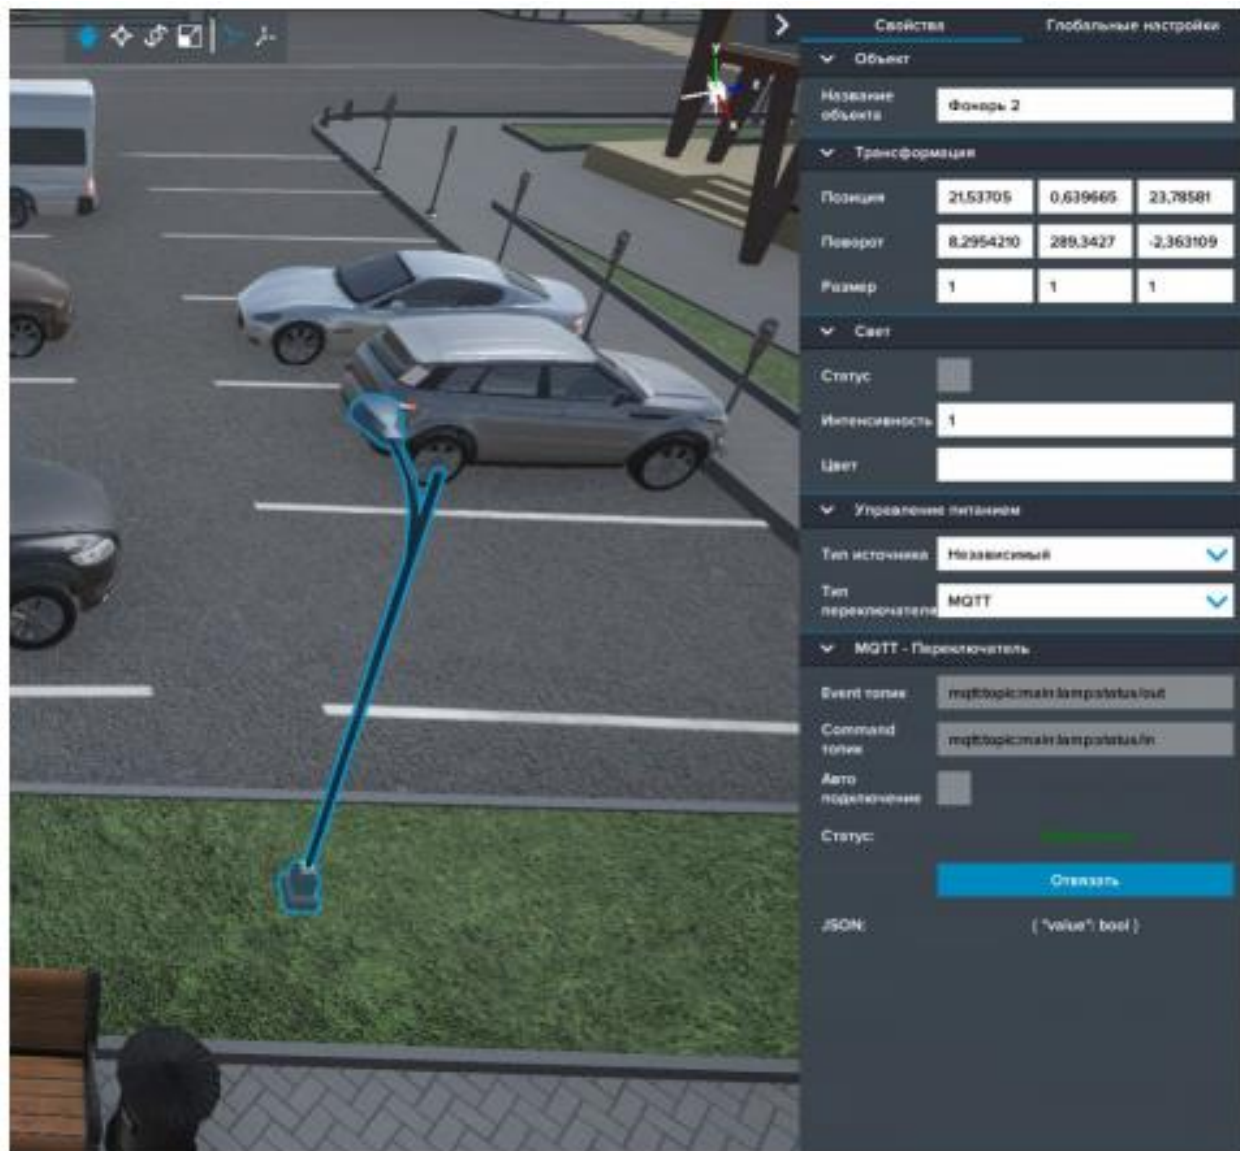 Свойства Глобальные настройки
Объект
Название
объекта
Фонарь 2
Трансформация
Позиция 21,53705 0,639665 23,78581
Поворот 8,2954210 289,3427 -2,363109
Размер 1 1 1
Свет
Статус
Интенсивность 1
Цвет
Управление питанием
Тип источника Независимый
Тип
переключателя
MQTT
MQTT - Переключатель
Event топик mqtt:topic:main:lamp:status/out
Command
топик
mqtt:topic:main:lamp:status/in
Авто
подключение
Статус:
Отвязать
JSON: { "value": bool }